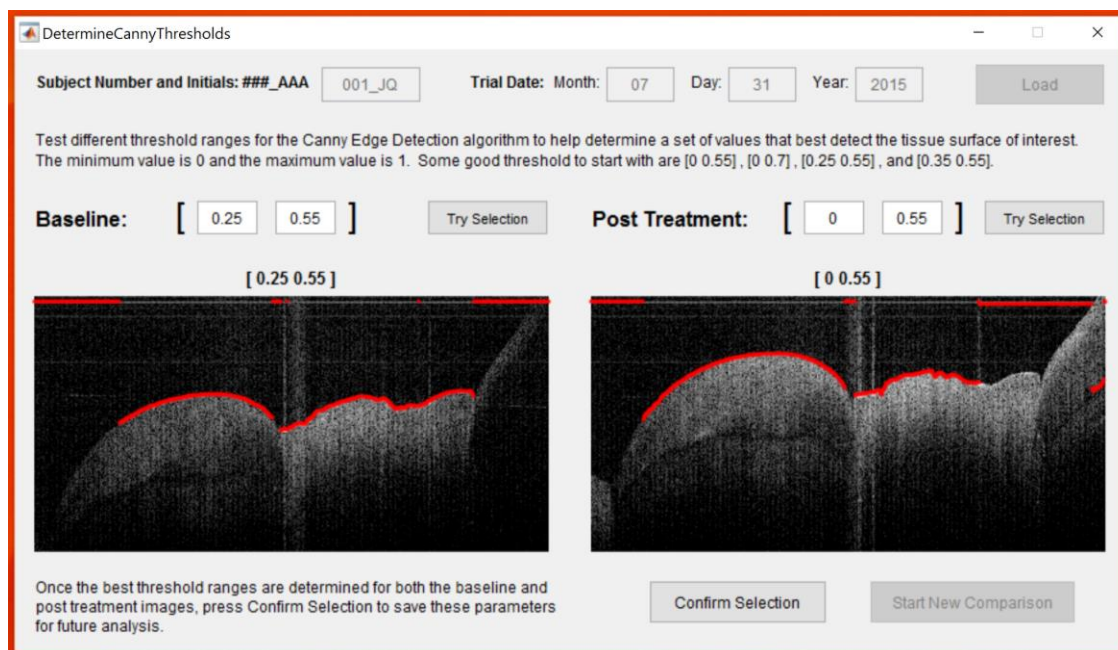 DetermineCannyThresholds
Subject Number and Initials: ###_AAA 001_JQ Trial Date: Month: 07 Day: 31 Year: 2015 Load
Test different threshold ranges for the Canny Edge Detection algorithm to help determine a set of values that best detect the tissue surface of interest.
The minimum value is 0 and the maximum value is 1. Some good threshold to start with are [0 0.55] , [0 0.7] , [0.25 0.55] , and [0.35 0.55].
Baseline: [ 0.25 0.55 ] Try Selection Post Treatment: [ 0 0.55 ] Try Selection
[ 0.25 0.55 ] [ 0 0.55 ]
Once the best threshold ranges are determined for both the baseline and
post treatment images, press Confirm Selection to save these parameters
for future analysis.
Confirm Selection Start New Comparison